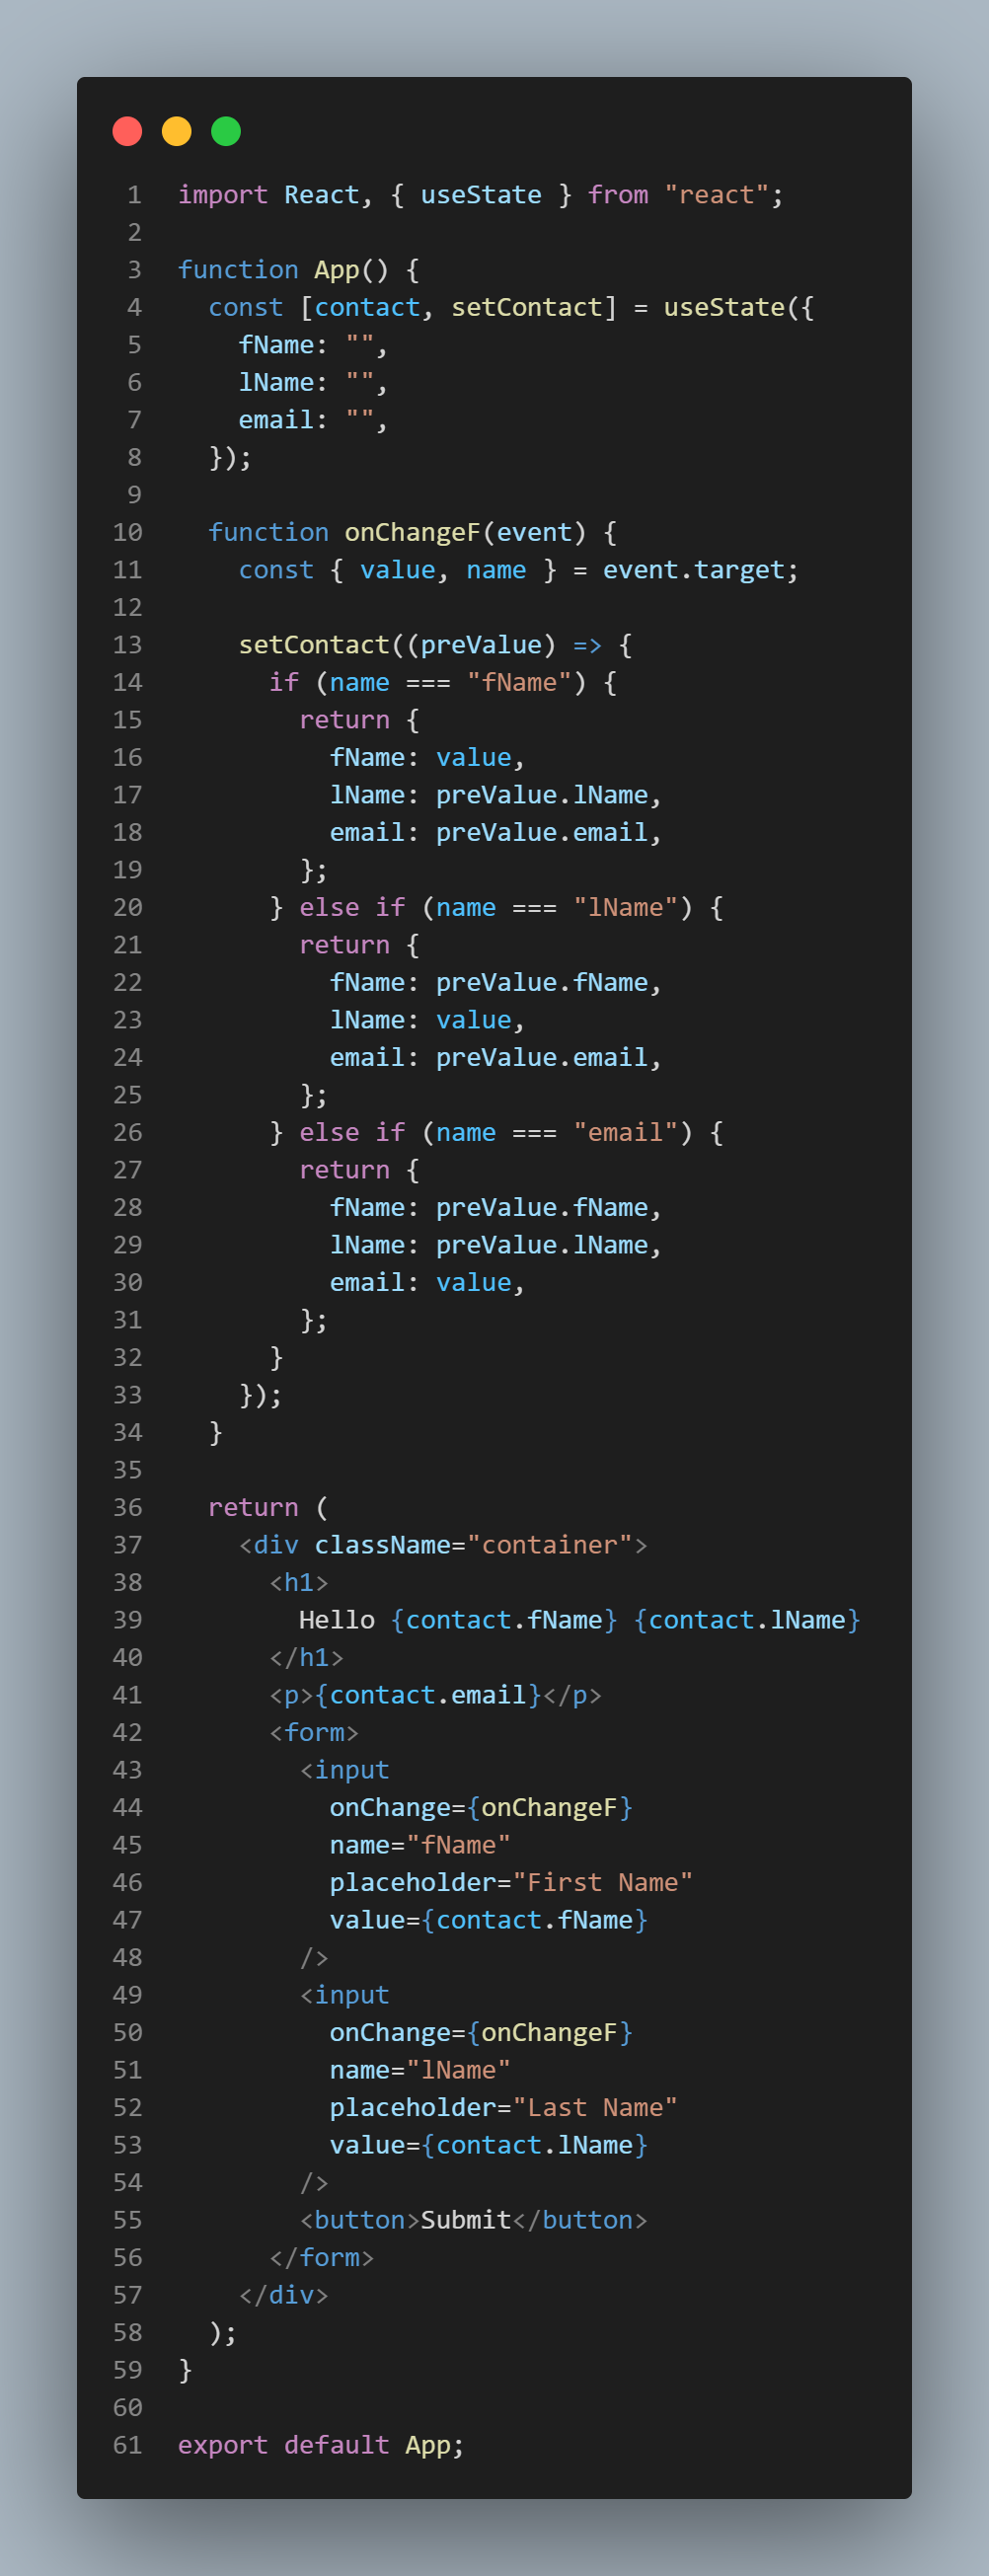 1 import React, { useState } from "react";
2
3 function App() {
4   const [contact, setContact] = useState({
5     fName: "",
6     lName: "",
7     email: "",
8   });
9
10   function onChangeF(event) {
11     const { value, name } = event.target;
12
13     setContact((preValue) => {
14       if (name === "fName") {
15         return {
16           fName: value,
17           lName: preValue.lName,
18           email: preValue.email,
19         };
20       } else if (name === "lName") {
21         return {
22           fName: preValue.fName,
23           lName: value,
24           email: preValue.email,
25         };
26       } else if (name === "email") {
27         return {
28           fName: preValue.fName,
29           lName: preValue.lName,
30           email: value,
31         };
32       }
33     });
34   }
35
36   return (
37     <div className="container">
38       <h1>
39         Hello {contact.fName} {contact.lName}
40       </h1>
41       <p>{contact.email}</p>
42       <form>
43         <input
44           onChange={onChangeF}
45           name="fName"
46           placeholder="First Name"
47           value={contact.fName}
48         />
49         <input
50           onChange={onChangeF}
51           name="lName"
52           placeholder="Last Name"
53           value={contact.lName}
54         />
55         <button>Submit</button>
56       </form>
57     </div>
58   );
59 }
60
61 export default App;